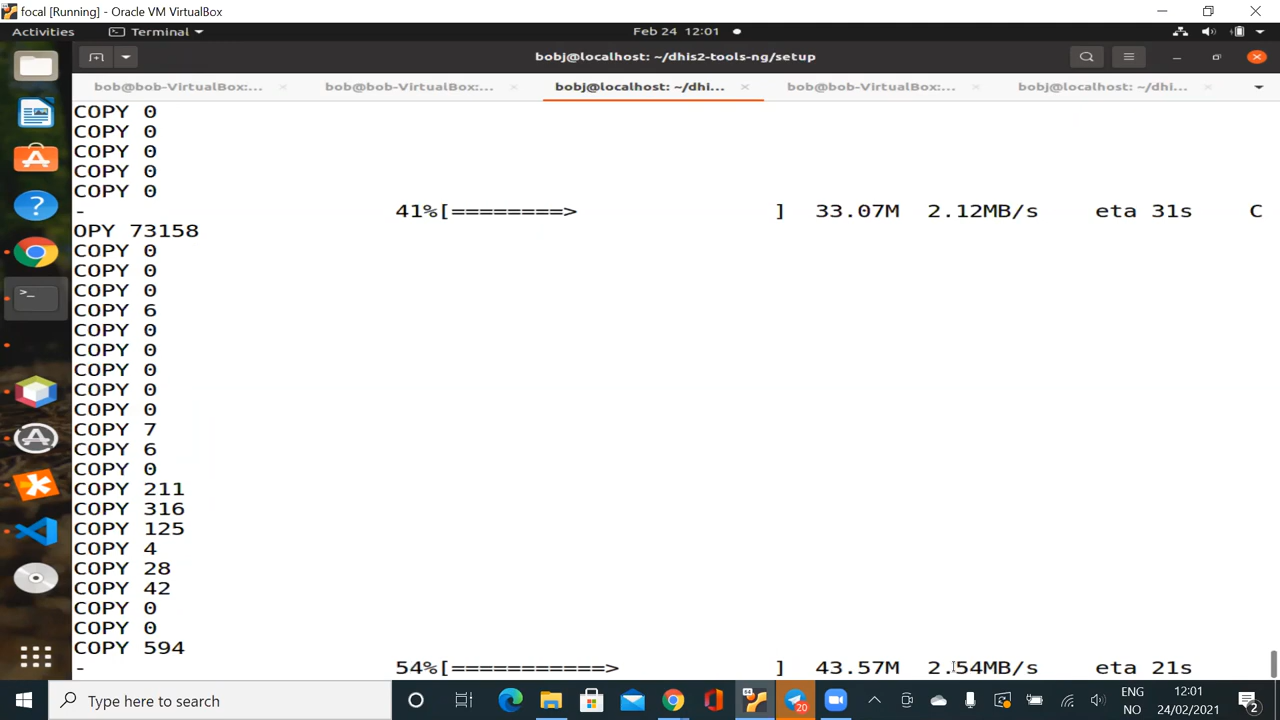 focal [Running] - Oracle VM VirtualBox
Activities Terminal Feb 24 12:01
bobj@localhost: ~/dhis2-tools-ng/setup
bob@bob-VirtualBox:... bob@bob-VirtualBox:... bobj@localhost: ~/dhi... bob@bob-VirtualBox:... bobj@localhost: ~/dhi...
COPY 0
COPY 0
COPY 0
COPY 0
COPY 0
- 41%[========> ] 33.07M 2.12MB/s eta 31s C
OPY 73158
COPY 0
COPY 0
COPY 0
COPY 6
COPY 0
COPY 0
COPY 0
COPY 0
COPY 0
COPY 7
COPY 6
COPY 0
COPY 211
COPY 316
COPY 125
COPY 4
COPY 28
COPY 42
COPY 0
COPY 0
COPY 594
- 54%[===========> ] 43.57M 2.54MB/s eta 21s
Type here to search
20
ENG
NO
12:01
24/02/2021
2